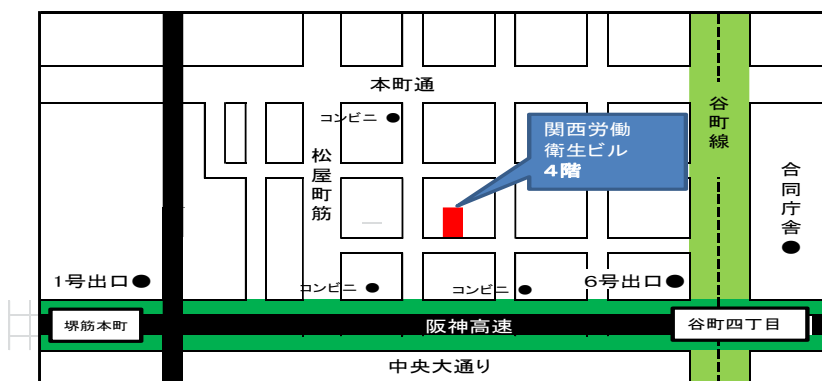 本町通
コンビニ
関西労働
衛生ビル
4階
谷町線
松屋町筋
合同庁舎
1号出口
コンビニ
コンビニ
6号出口
堺筋本町
阪神高速
谷町四丁目
中央大通り